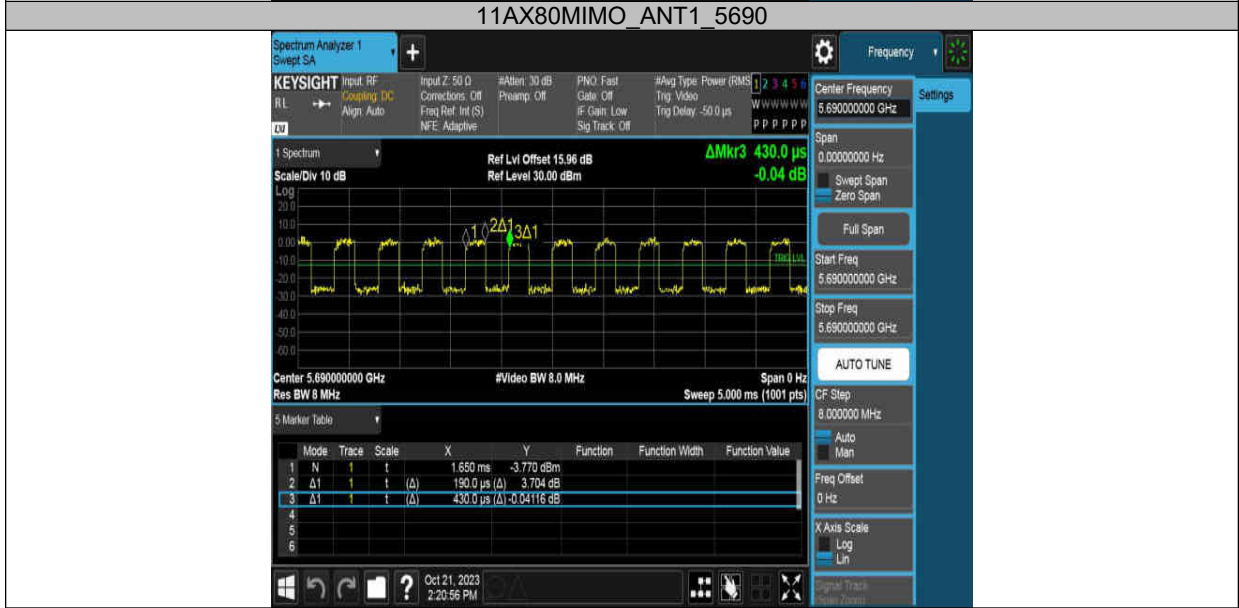 11AX80MIMO_ANT1_5690
Spectrum Analyzer 1
Swept SA
+
Frequency
KEYSIGHT Input: RF Input Z: 50 Ω #Atten: 30 dB PNO: Fast #Avg Type: Power (RMS 1 2 3 4 5 6
RL Coupling: DC Corrections: Off Preamp: Off Gate: Off Trig: Video W W W W W W
Align: Auto Freq Ref: Int (S) IF Gain: Low Trig Delay: -50.0 µs
LXI NFE: Adaptive Sig Track: Off P P P P P P
Center Frequency
5.690000000 GHz
Settings
Span
0.00000000 Hz
Swept Span
Zero Span
Full Span
Start Freq
5.690000000 GHz
Stop Freq
5.690000000 GHz
AUTO TUNE
CF Step
8.000000 MHz
Auto
Man
Freq Offset
0 Hz
X Axis Scale
Log
Lin
Signal Track
(Span Zoom)
1 Spectrum
Scale/Div 10 dB
Ref Lvl Offset 15.96 dB
Ref Level 30.00 dBm
ΔMkr3 430.0 µs
-0.04 dB
Log
20.0
10.0
0.00
-10.0
-20.0
-30.0
-40.0
-50.0
-60.0
1 2Δ1 3Δ1
TRIG LVL
Center 5.690000000 GHz #Video BW 8.0 MHz Span 0 Hz
Res BW 8 MHz Sweep 5.000 ms (1001 pts)
5 Marker Table
Mode Trace Scale X Y Function Function Width Function Value
1 N 1 t 1.650 ms -3.770 dBm
2 Δ1 1 t (Δ) 190.0 µs (Δ) 3.704 dB
3 Δ1 1 t (Δ) 430.0 µs (Δ) -0.04116 dB
4
5
6
?
Oct 21, 2023
2:20:56 PM